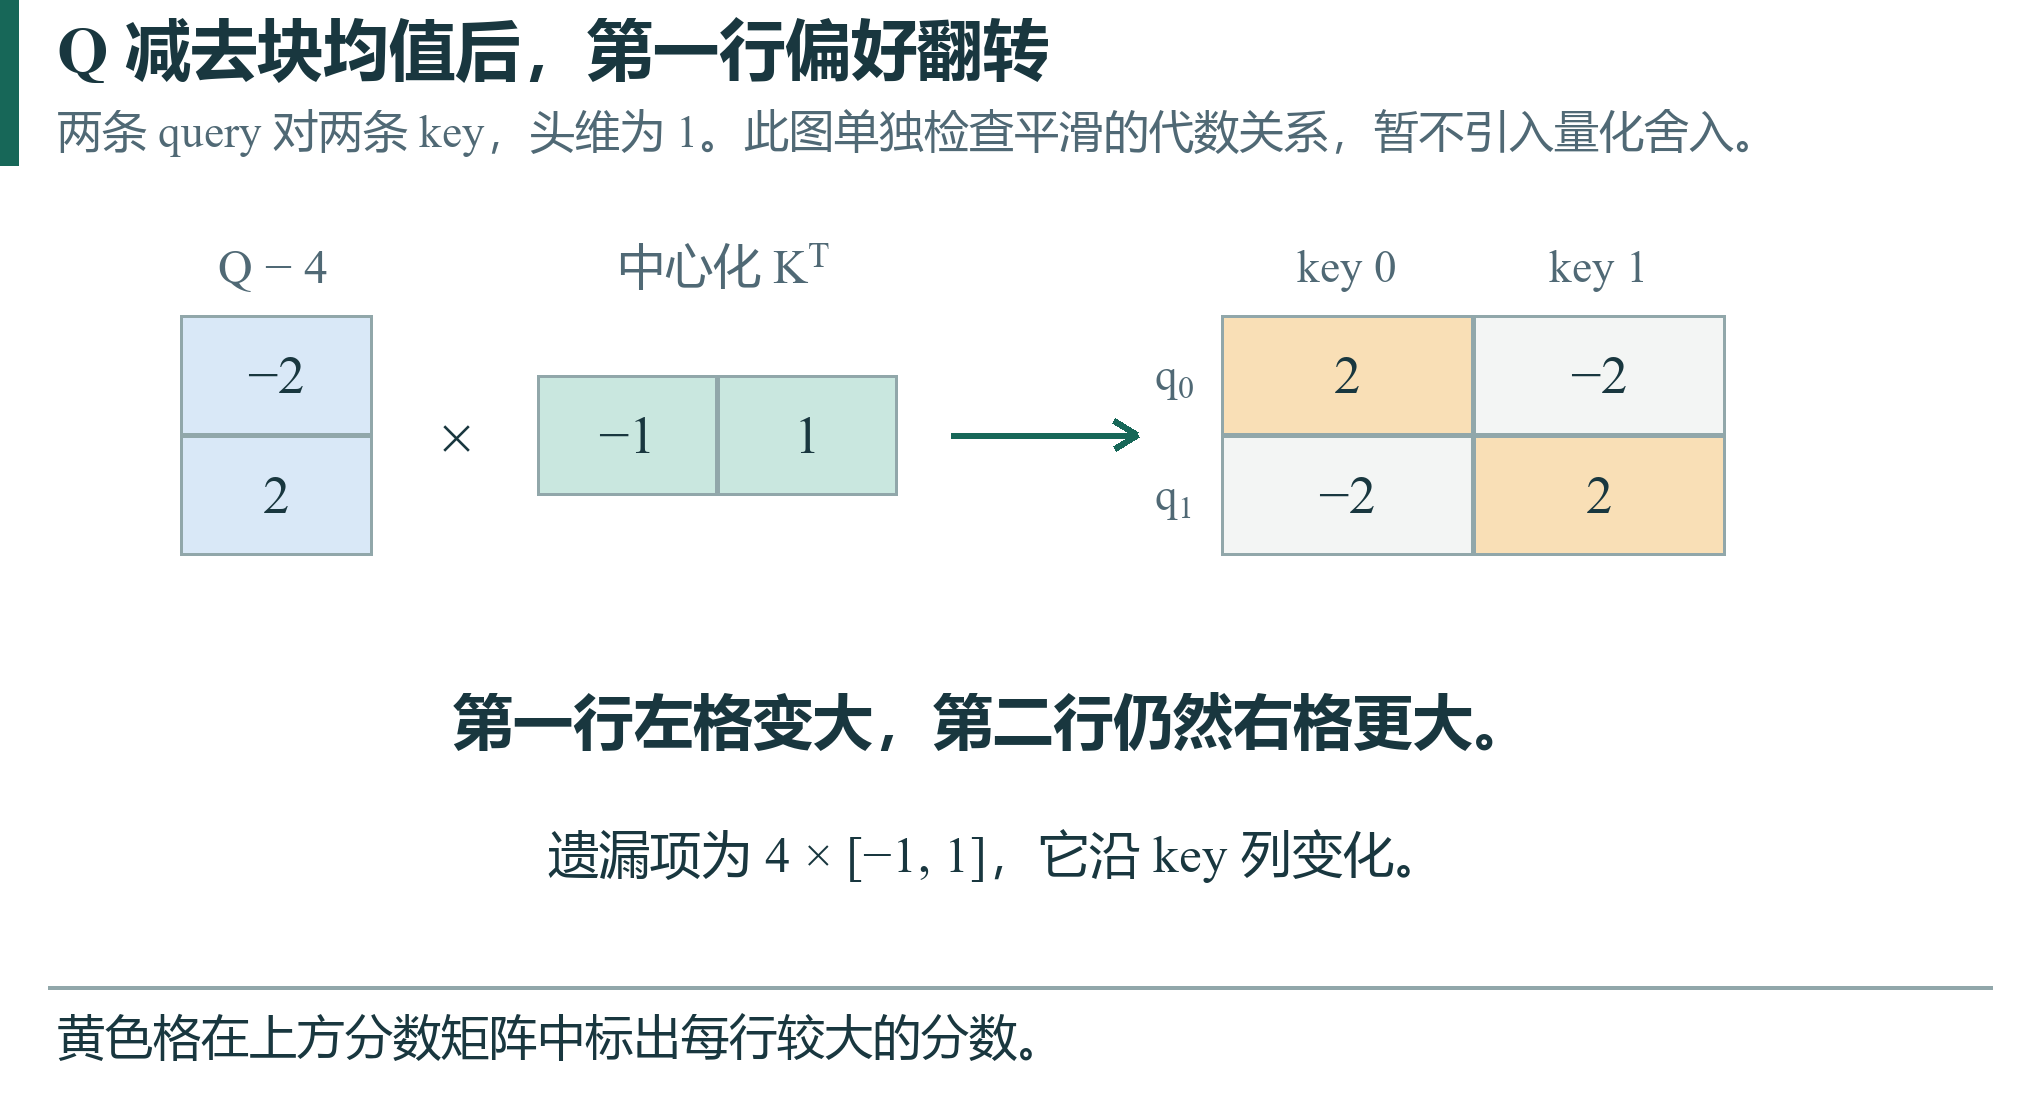 Q 减去块均值后，第一行偏好翻转
两条 query 对两条 key，头维为 1。此图单独检查平滑的代数关系，暂不引入量化舍入。
Q − 4
中心化 Kᵀ
key 0
key 1
−2
2
×
−1
1
q₀
2
−2
q₁
−2
2
第一行左格变大，第二行仍然右格更大。
遗漏项为 4 × [−1, 1]，它沿 key 列变化。
黄色格在上方分数矩阵中标出每行较大的分数。